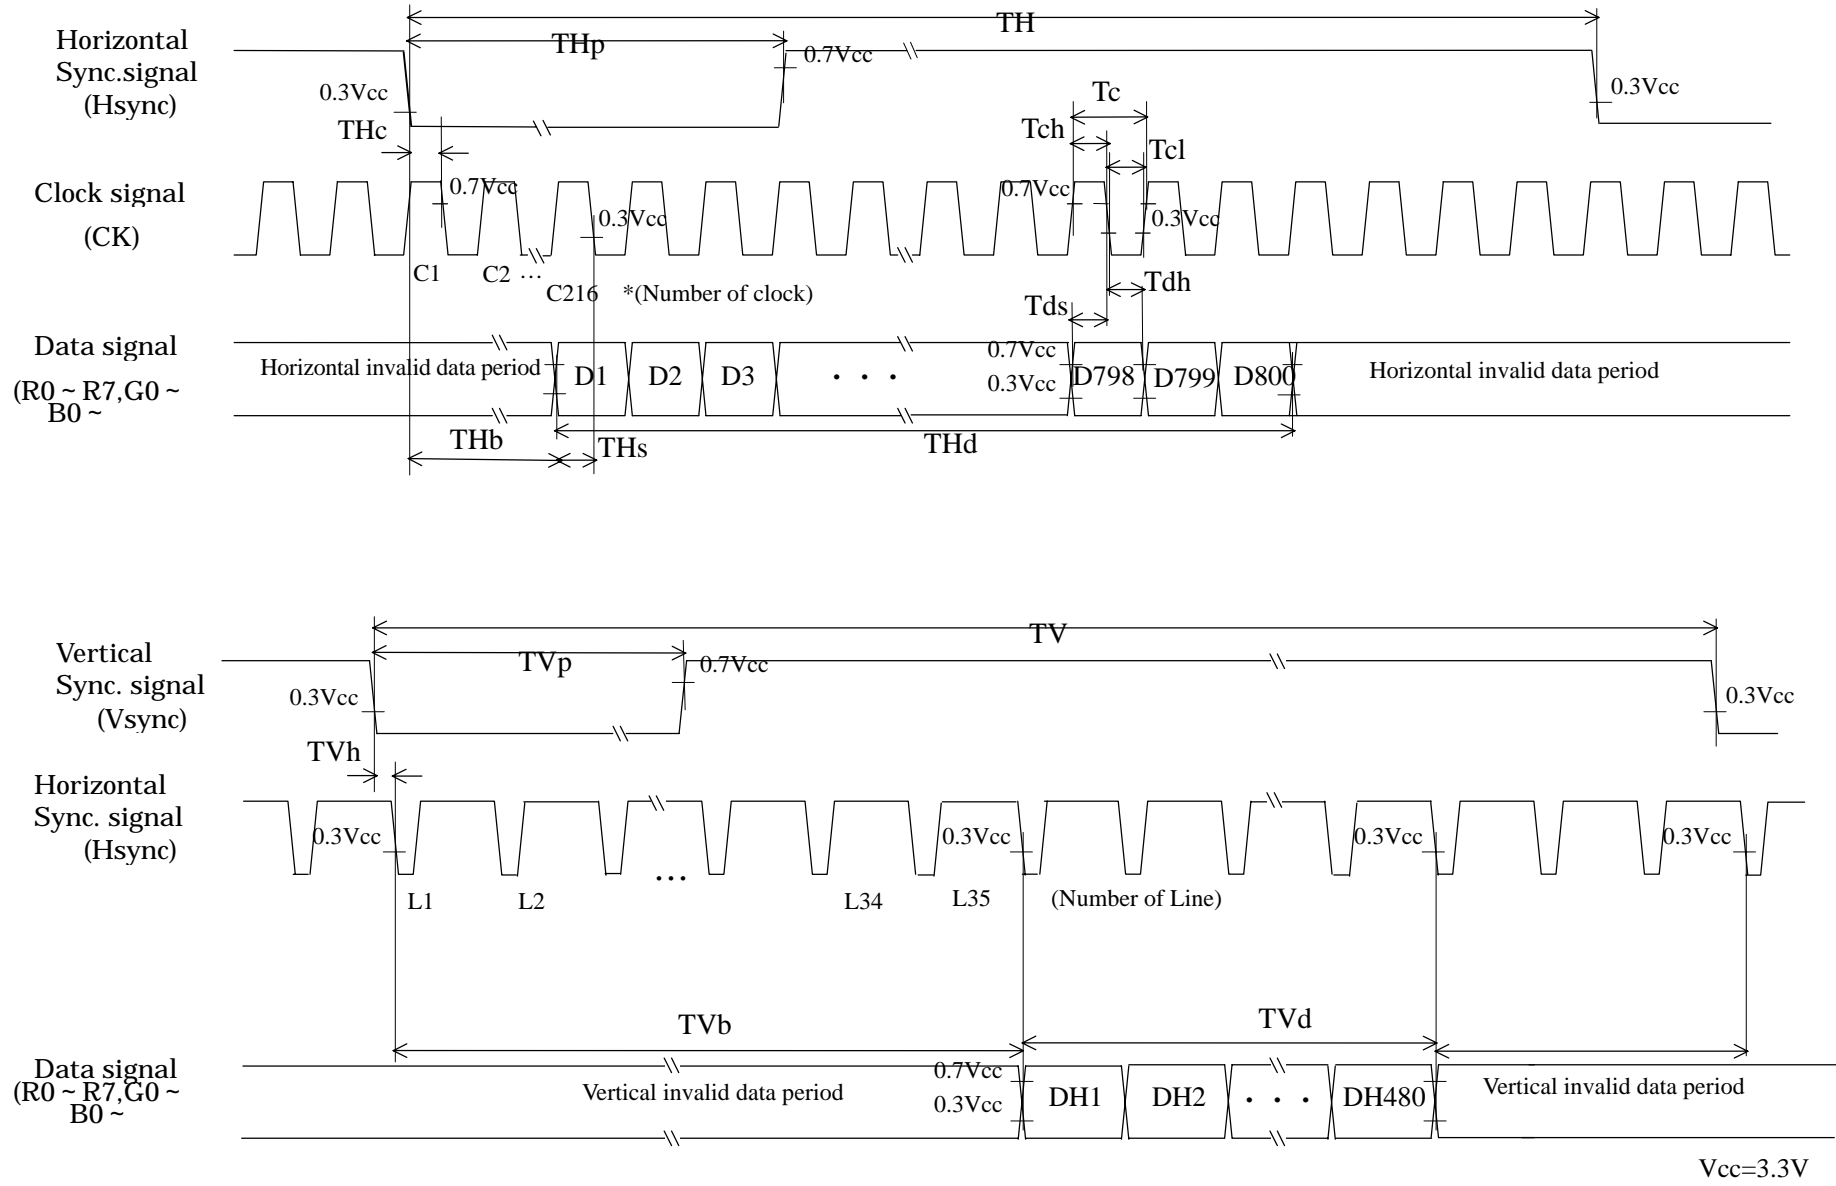 TH
Horizontal
Sync.signal
(Hsync)
THp
0.7Vcc
0.3Vcc
0.3Vcc
THc
Tc
Tch
Tcl
Clock signal
(CK)
0.7Vcc
0.3Vcc
0.7Vcc
0.3Vcc
C1
C2 ...
C216
*(Number of clock)
Tdh
Tds
Data signal
(R0 ~ R7,G0 ~
B0 ~
Horizontal invalid data period
D1
D2
D3
. . .
0.7Vcc
0.3Vcc
D798
D799
D800
Horizontal invalid data period
THb
THs
THd
TV
Vertical
Sync. signal
(Vsync)
TVp
0.7Vcc
0.3Vcc
0.3Vcc
TVh
Horizontal
Sync. signal
(Hsync)
0.3Vcc
0.3Vcc
0.3Vcc
0.3Vcc
L1
L2
...
L34
L35
(Number of Line)
TVb
TVd
Data signal
(R0 ~ R7,G0 ~
B0 ~
Vertical invalid data period
0.7Vcc
0.3Vcc
DH1
DH2
. . .
DH480
Vertical invalid data period
Vcc=3.3V